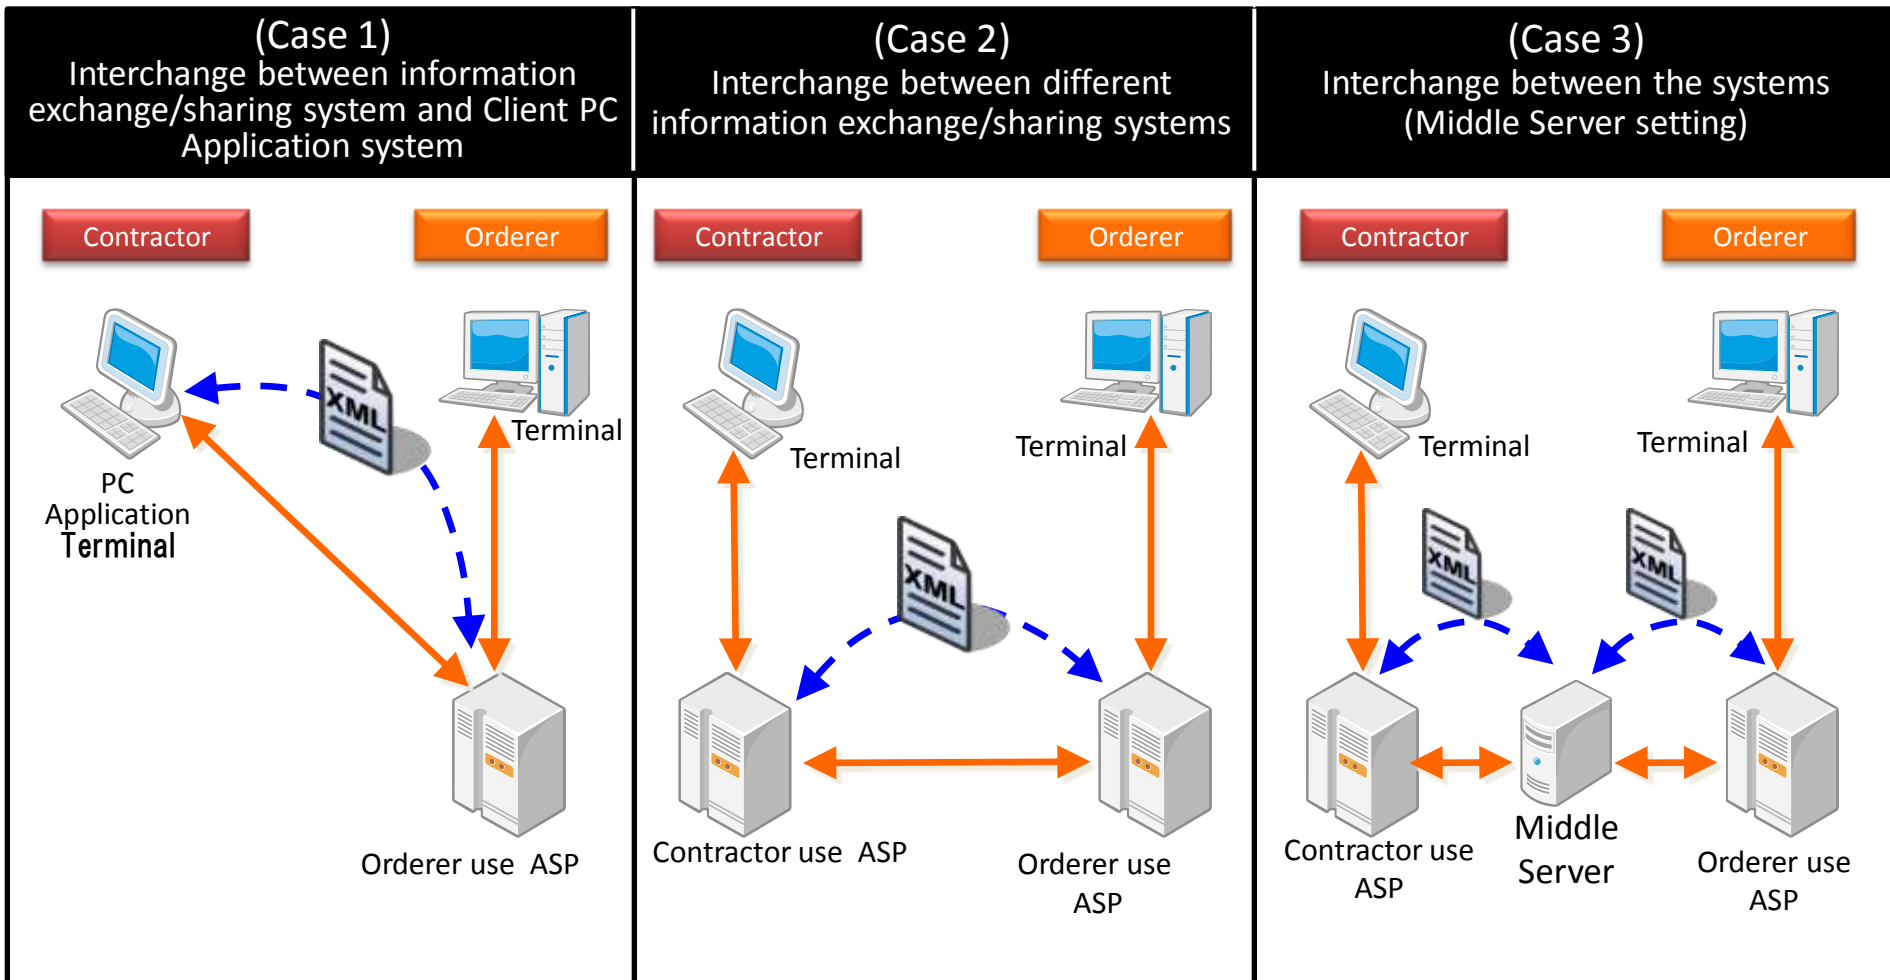 (Case 1)
Interchange between information
exchange/sharing system and Client PC
Application system
(Case 2)
Interchange between different
information exchange/sharing systems
(Case 3)
Interchange between the systems
(Middle Server setting)
Contractor
Orderer
XML
Terminal
PC
Application
Terminal
Orderer use ASP
Contractor
Orderer
Terminal
Terminal
XML
Contractor use ASP
Orderer use
ASP
Contractor
Orderer
Terminal
Terminal
XML
XML
Contractor use
ASP
Middle
Server
Orderer use
ASP